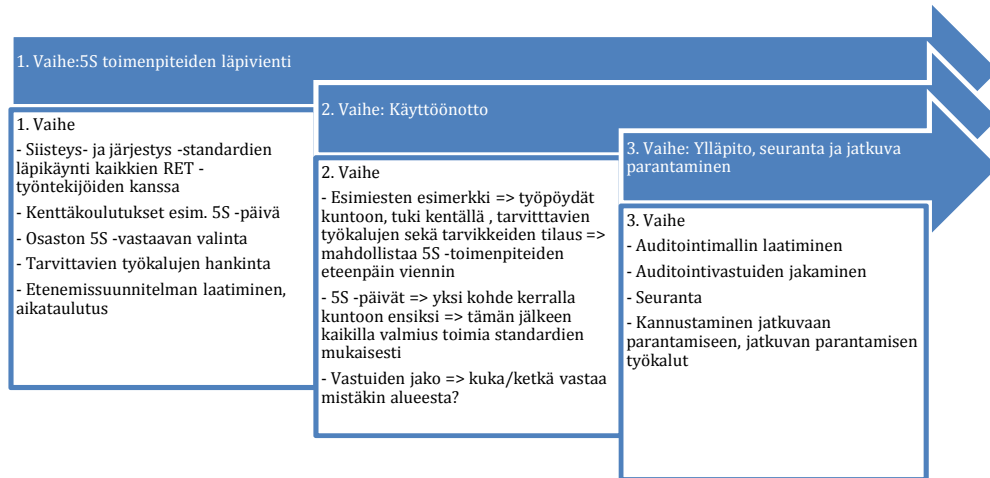 1. Vaihe:5S toimenpiteiden läpivienti
1. Vaihe
- Siisteys- ja järjestys -standardien
läpikäynti kaikkien RET -
työntekijöiden kanssa
- Kenttäkoulutukset esim. 5S -päivä
- Osaston 5S -vastaavan valinta
- Tarvittavien työkalujen hankinta
- Etenemissuunnitelman laatiminen,
aikataulutus
2. Vaihe: Käyttöönotto
2. Vaihe
- Esimiesten esimerkki => työpöydät
kuntoon, tuki kentällä , tarvitttavien
työkalujen sekä tarvikkeiden tilaus =>
mahdollistaa 5S -toimenpiteiden
eteenpäin viennin
- 5S -päivät => yksi kohde kerralla
kuntoon ensiksi => tämän jälkeen
kaikilla valmius toimia standardien
mukaisesti
- Vastuiden jako => kuka/ketkä vastaa
mistäkin alueesta?
3. Vaihe: Ylläpito, seuranta ja jatkuva
parantaminen
3. Vaihe
- Auditointimallin laatiminen
- Auditointivastuiden jakaminen
- Seuranta
- Kannustaminen jatkuvaan
parantamiseen, jatkuvan parantamisen
työkalut